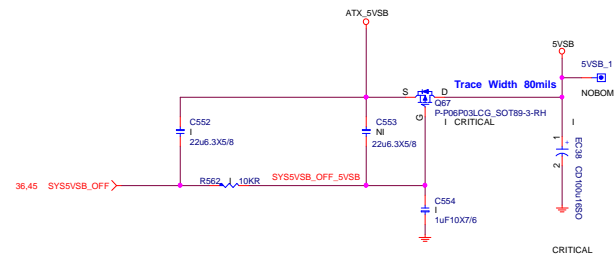 ATX_5VSB
5VSB
5VSB_1
Trace Width 80mils
S
D
G
Q67
P-P06P03LCG_SOT89-3-RH
I CRITICAL
NOBOM
C552
I
22u6.3X5/8
C553
NI
22u6.3X5/8
I
1
2
+
EC38 CD100u16SO
36,45 SYS5VSB_OFF
R562 I 10KR
SYS5VSB_OFF_5VSB
C554
I
1uF10X7/6
CRITICAL